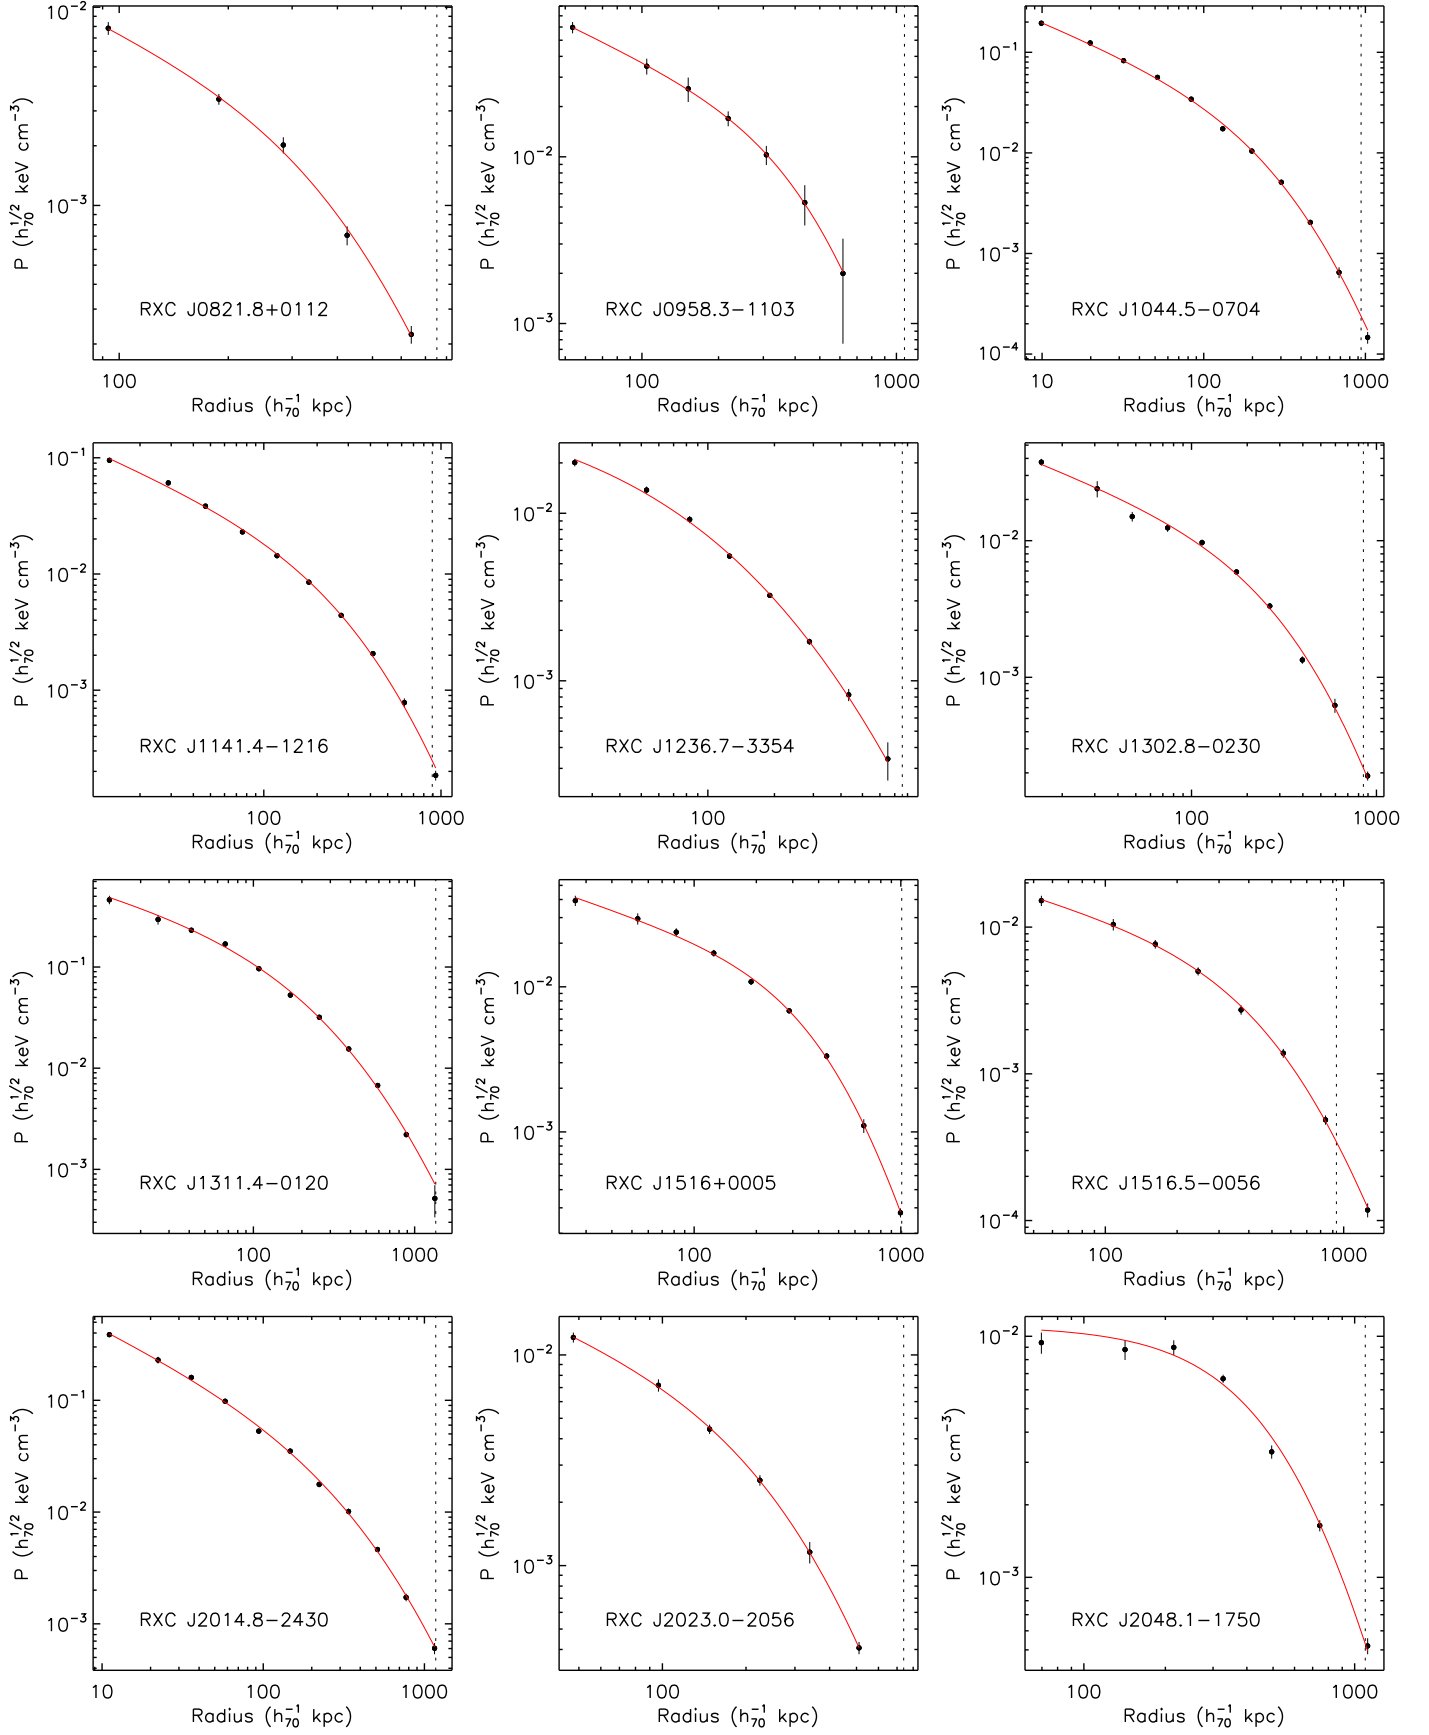 10⁻²
10⁻³
P (h₇₀^1/2 keV cm⁻³)
RXC J0821.8+0112
100
Radius (h₇₀⁻¹ kpc)
10⁻²
10⁻³
P (h₇₀^1/2 keV cm⁻³)
RXC J0958.3−1103
100 1000
Radius (h₇₀⁻¹ kpc)
10⁻¹
10⁻²
10⁻³
10⁻⁴
P (h₇₀^1/2 keV cm⁻³)
RXC J1044.5−0704
10 100 1000
Radius (h₇₀⁻¹ kpc)
10⁻¹
10⁻²
10⁻³
P (h₇₀^1/2 keV cm⁻³)
RXC J1141.4−1216
100 1000
Radius (h₇₀⁻¹ kpc)
10⁻²
10⁻³
P (h₇₀^1/2 keV cm⁻³)
RXC J1236.7−3354
100
Radius (h₇₀⁻¹ kpc)
10⁻²
10⁻³
P (h₇₀^1/2 keV cm⁻³)
RXC J1302.8−0230
100 1000
Radius (h₇₀⁻¹ kpc)
10⁻¹
10⁻²
10⁻³
P (h₇₀^1/2 keV cm⁻³)
RXC J1311.4−0120
100 1000
Radius (h₇₀⁻¹ kpc)
10⁻²
10⁻³
P (h₇₀^1/2 keV cm⁻³)
RXC J1516+0005
100 1000
Radius (h₇₀⁻¹ kpc)
10⁻²
10⁻³
10⁻⁴
P (h₇₀^1/2 keV cm⁻³)
RXC J1516.5−0056
100 1000
Radius (h₇₀⁻¹ kpc)
10⁻¹
10⁻²
10⁻³
P (h₇₀^1/2 keV cm⁻³)
RXC J2014.8−2430
10 100 1000
Radius (h₇₀⁻¹ kpc)
10⁻²
10⁻³
P (h₇₀^1/2 keV cm⁻³)
RXC J2023.0−2056
100
Radius (h₇₀⁻¹ kpc)
10⁻²
10⁻³
P (h₇₀^1/2 keV cm⁻³)
RXC J2048.1−1750
100 1000
Radius (h₇₀⁻¹ kpc)